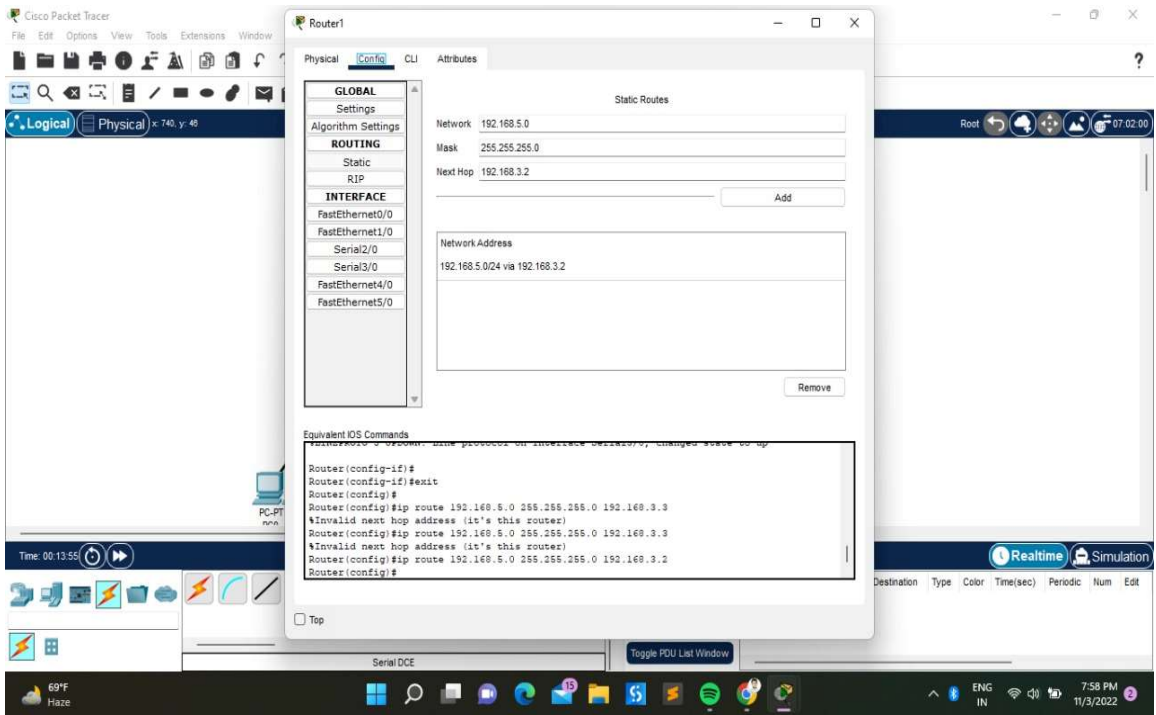 Cisco Packet Tracer
File Edit Options View Tools Extensions Window
Logical Physical x: 740, y: 46
Root 07:02:00
Router1
Physical Config CLI Attributes
GLOBAL
Settings
Algorithm Settings
ROUTING
Static
RIP
INTERFACE
FastEthernet0/0
FastEthernet1/0
Serial2/0
Serial3/0
FastEthernet4/0
FastEthernet5/0
Static Routes
Network 192.168.5.0
Mask 255.255.255.0
Next Hop 192.168.3.2
Add
Network Address
192.168.5.0/24 via 192.168.3.2
Remove
Equivalent IOS Commands
Router(config-if)#
Router(config-if)#exit
Router(config)#
Router(config)#ip route 192.168.5.0 255.255.255.0 192.168.3.3
%Invalid next hop address (it's this router)
Router(config)#ip route 192.168.5.0 255.255.255.0 192.168.3.3
%Invalid next hop address (it's this router)
Router(config)#ip route 192.168.5.0 255.255.255.0 192.168.3.2
Router(config)#
Top
PC-PT
Time: 00:13:55
Realtime Simulation
Destination Type Color Time(sec) Periodic Num Edit
Toggle PDU List Window
Serial DCE
69°F
Haze
15
ENG
IN
7:58 PM
11/3/2022
2